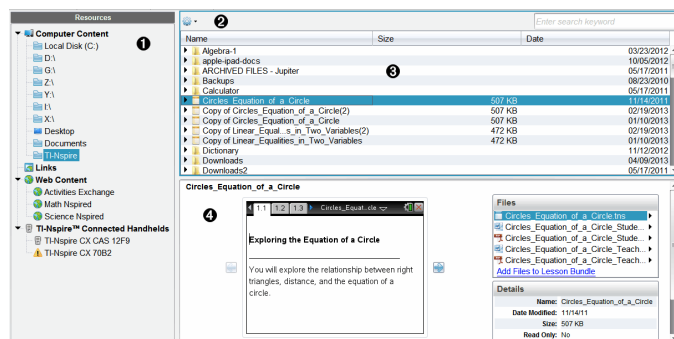 Resources
Computer Content
Local Disk (C:)
D:\
G:\
Z:\
Y:\
I:\
X:\
Desktop
Documents
TI-Nspire
Links
Web Content
Activities Exchange
Math Nspired
Science Nspired
TI-Nspire™ Connected Handhelds
TI-Nspire CX CAS 12F9
TI-Nspire CX 70B2
1
2
Enter search keyword
Name Size Date
Algebra-1 03/23/2012
apple-ipad-docs 10/05/2012
ARCHIVED FILES - Jupiter 05/17/2011
3
Backups 08/23/2010
Calculator 05/17/2011
Circles_Equation_of_a_Circle 507 KB 11/14/2011
Copy of Circles_Equation_of_a_Circle(2) 507 KB 02/19/2013
Copy of Circles_Equation_of_a_Circle 507 KB 01/10/2013
Copy of Linear_Equal...s_in_Two_Variables(2) 472 KB 02/19/2013
Copy of Linear_Equalities_in_Two_Variables 472 KB 01/10/2013
Dictionary 11/12/2012
Downloads 04/09/2013
Downloads2 05/17/2011
Circles_Equation_of_a_Circle
4
1.1 1.2 1.3 Circles_Equat...cle
Exploring the Equation of a Circle
You will explore the relationship between right
triangles, distance, and the equation of a
circle.
Files
Circles_Equation_of_a_Circle.tns
Circles_Equation_of_a_Circle_Stude...
Circles_Equation_of_a_Circle_Stude...
Circles_Equation_of_a_Circle_Teach...
Circles_Equation_of_a_Circle_Teach...
Add Files to Lesson Bundle
Details
Name: Circles_Equation_of_a_Circle
Date Modified: 11/14/11
Size: 507 KB
Read Only: No